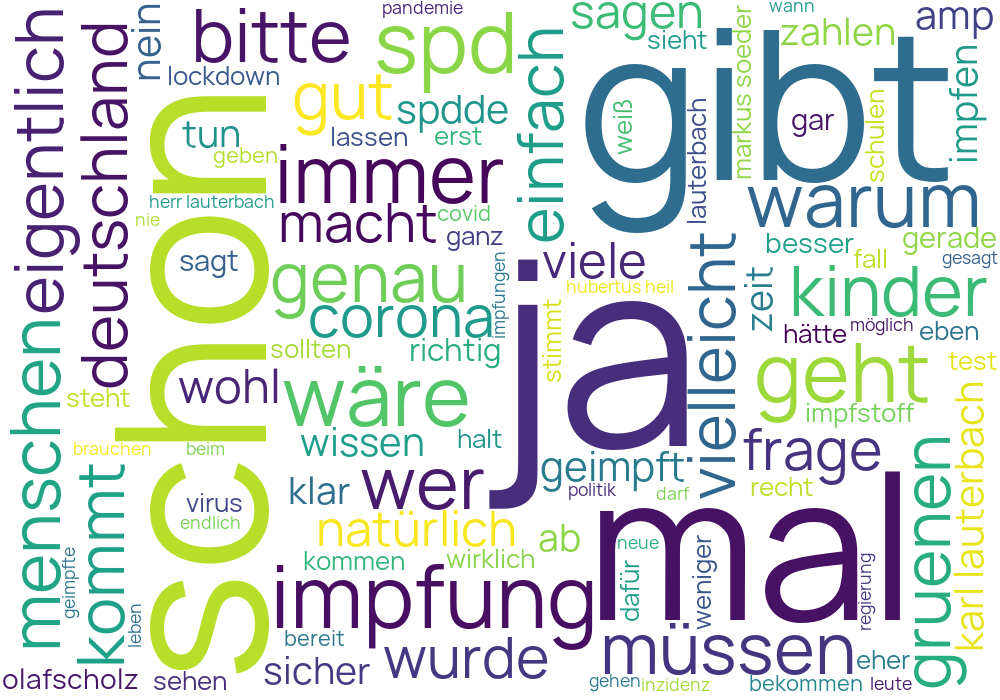 pandemie
wann
sagen
amp
bitte
spd
nein
sieht
zahlen
markus soeder
eigentlich
deutschland
lockdown
gut
spdde
einfach
gibt
weiß
gar
impfen
tun
lassen
erst
schulen
lauterbach
geben
immer
schon
herr lauterbach
warum
nie
macht
covid
ganz
besser
gerade
sagt
viele
fall
gesagt
genau
impfungen
hubertus heil
vielleicht
zeit
kinder
corona
ja
hätte
möglich
eben
sollten
richtig
stimmt
geht
test
menschen
steht
wohl
wäre
impfstoff
brauchen
beim
wissen
halt
frage
karl lauterbach
kommt
klar
wer
geimpft
recht
gruenen
virus
politik
darf
endlich
natürlich
ab
mal
geimpfte
kommen
wirklich
neue
impfung
dafür
weniger
regierung
leben
bereit
müssen
eher
olafscholz
sehen
sicher
wurde
gehen
inzidenz
bekommen
leute